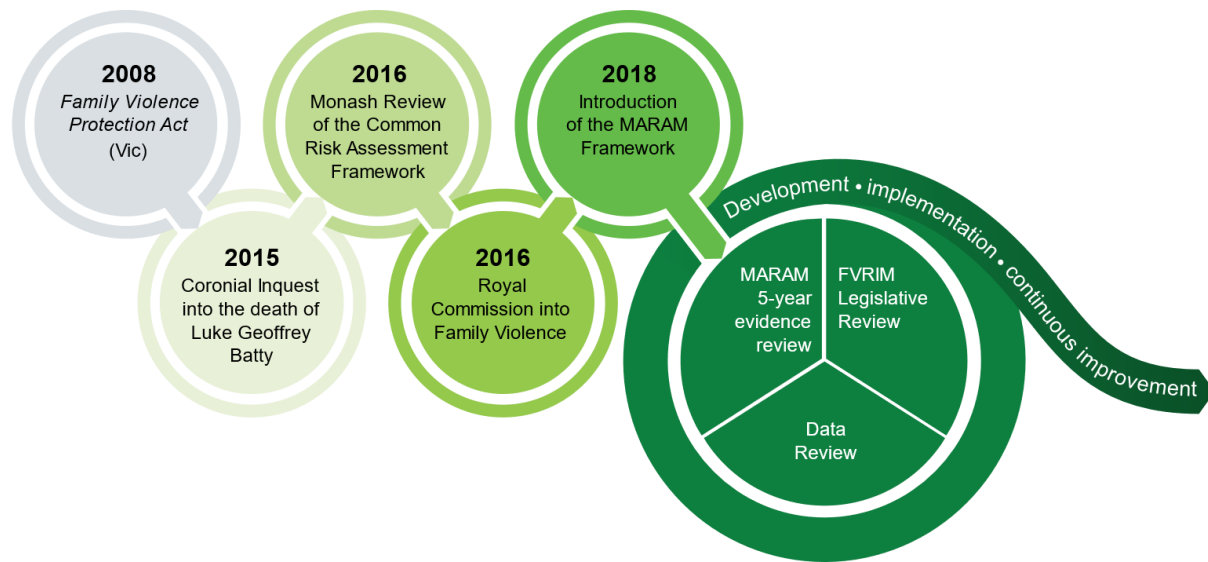 2008
Family Violence
Protection Act
(Vic)
2015
Coronial Inquest
into the death of
Luke Geoffrey
Batty
2016
Monash Review
of the Common
Risk Assessment
Framework
2016
Royal
Commission into
Family Violence
2018
Introduction
of the MARAM
Framework
Development • implementation • continuous improvement
MARAM
5-year
evidence
review
FVRIM
Legislative
Review
Data
Review